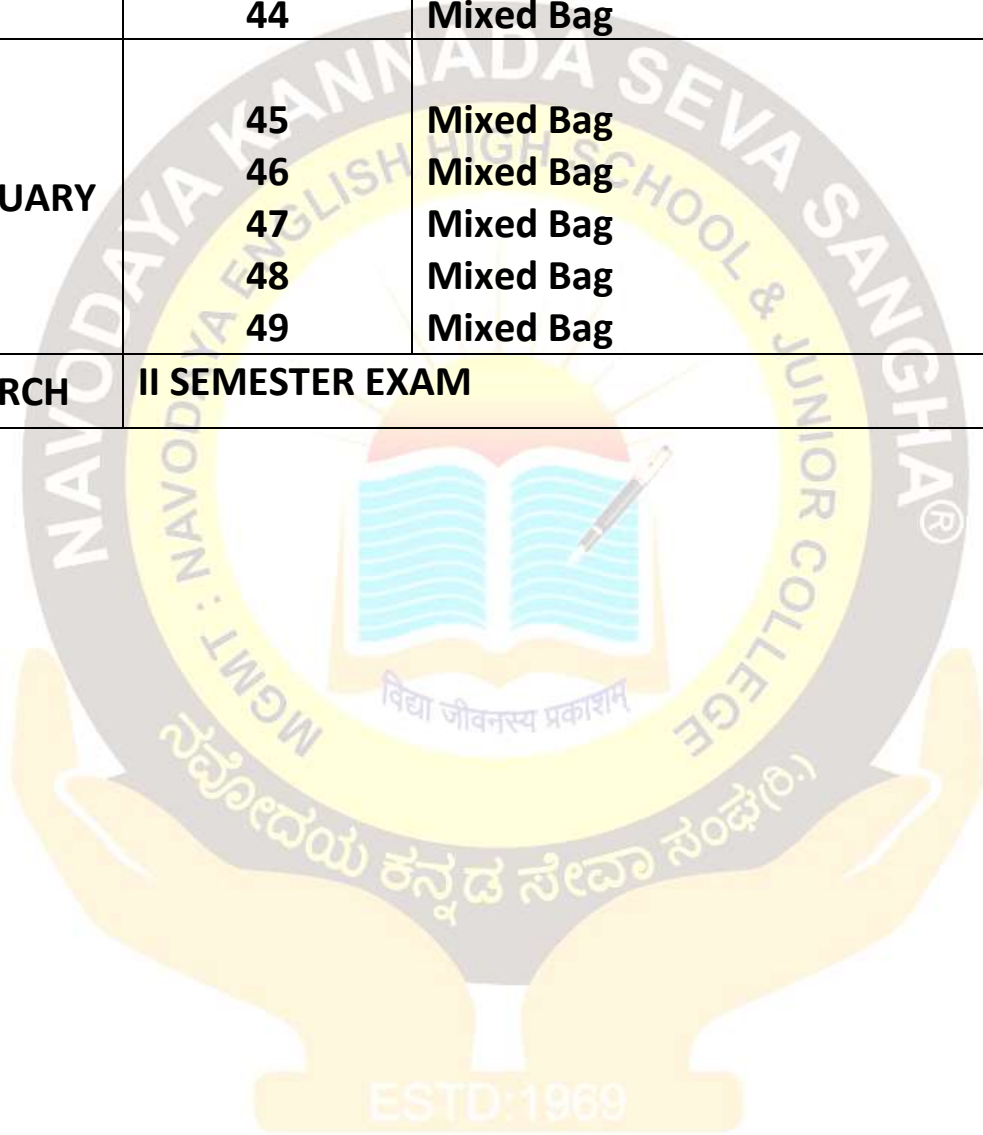 44 Mixed Bag
45 Mixed Bag
46 Mixed Bag
UARY 47 Mixed Bag
48 Mixed Bag
49 Mixed Bag
RCH II SEMESTER EXAM
NAVODAYA KANNADA SEVA SANGHA®
MGMT : NAVODAYA ENGLISH HIGH SCHOOL & JUNIOR COLLEGE
विद्या जीवनस्य प्रकाशम्
ನವೋದಯ ಕನ್ನಡ ಸೇವಾ ಸಂಘ(ರಿ.)
ESTD:1969